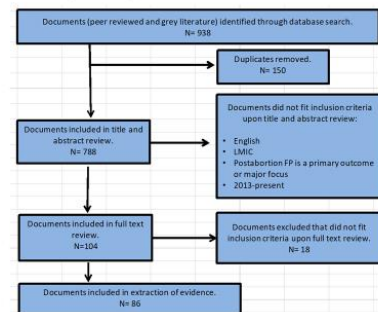 Documents (peer reviewed and grey literature) identified through database search.
N= 938
Duplicates removed.
N= 150
Documents included in title and
abstract review.
N= 788
Documents did not fit inclusion criteria
upon title and abstract review:
• English
• LMIC
• Postabortion FP is a primary outcome
or major focus
• 2013-present
Documents included in full text
review.
N=104
Documents excluded that did not fit
inclusion criteria upon full text review.
N= 18
Documents included in extraction of evidence.
N= 86